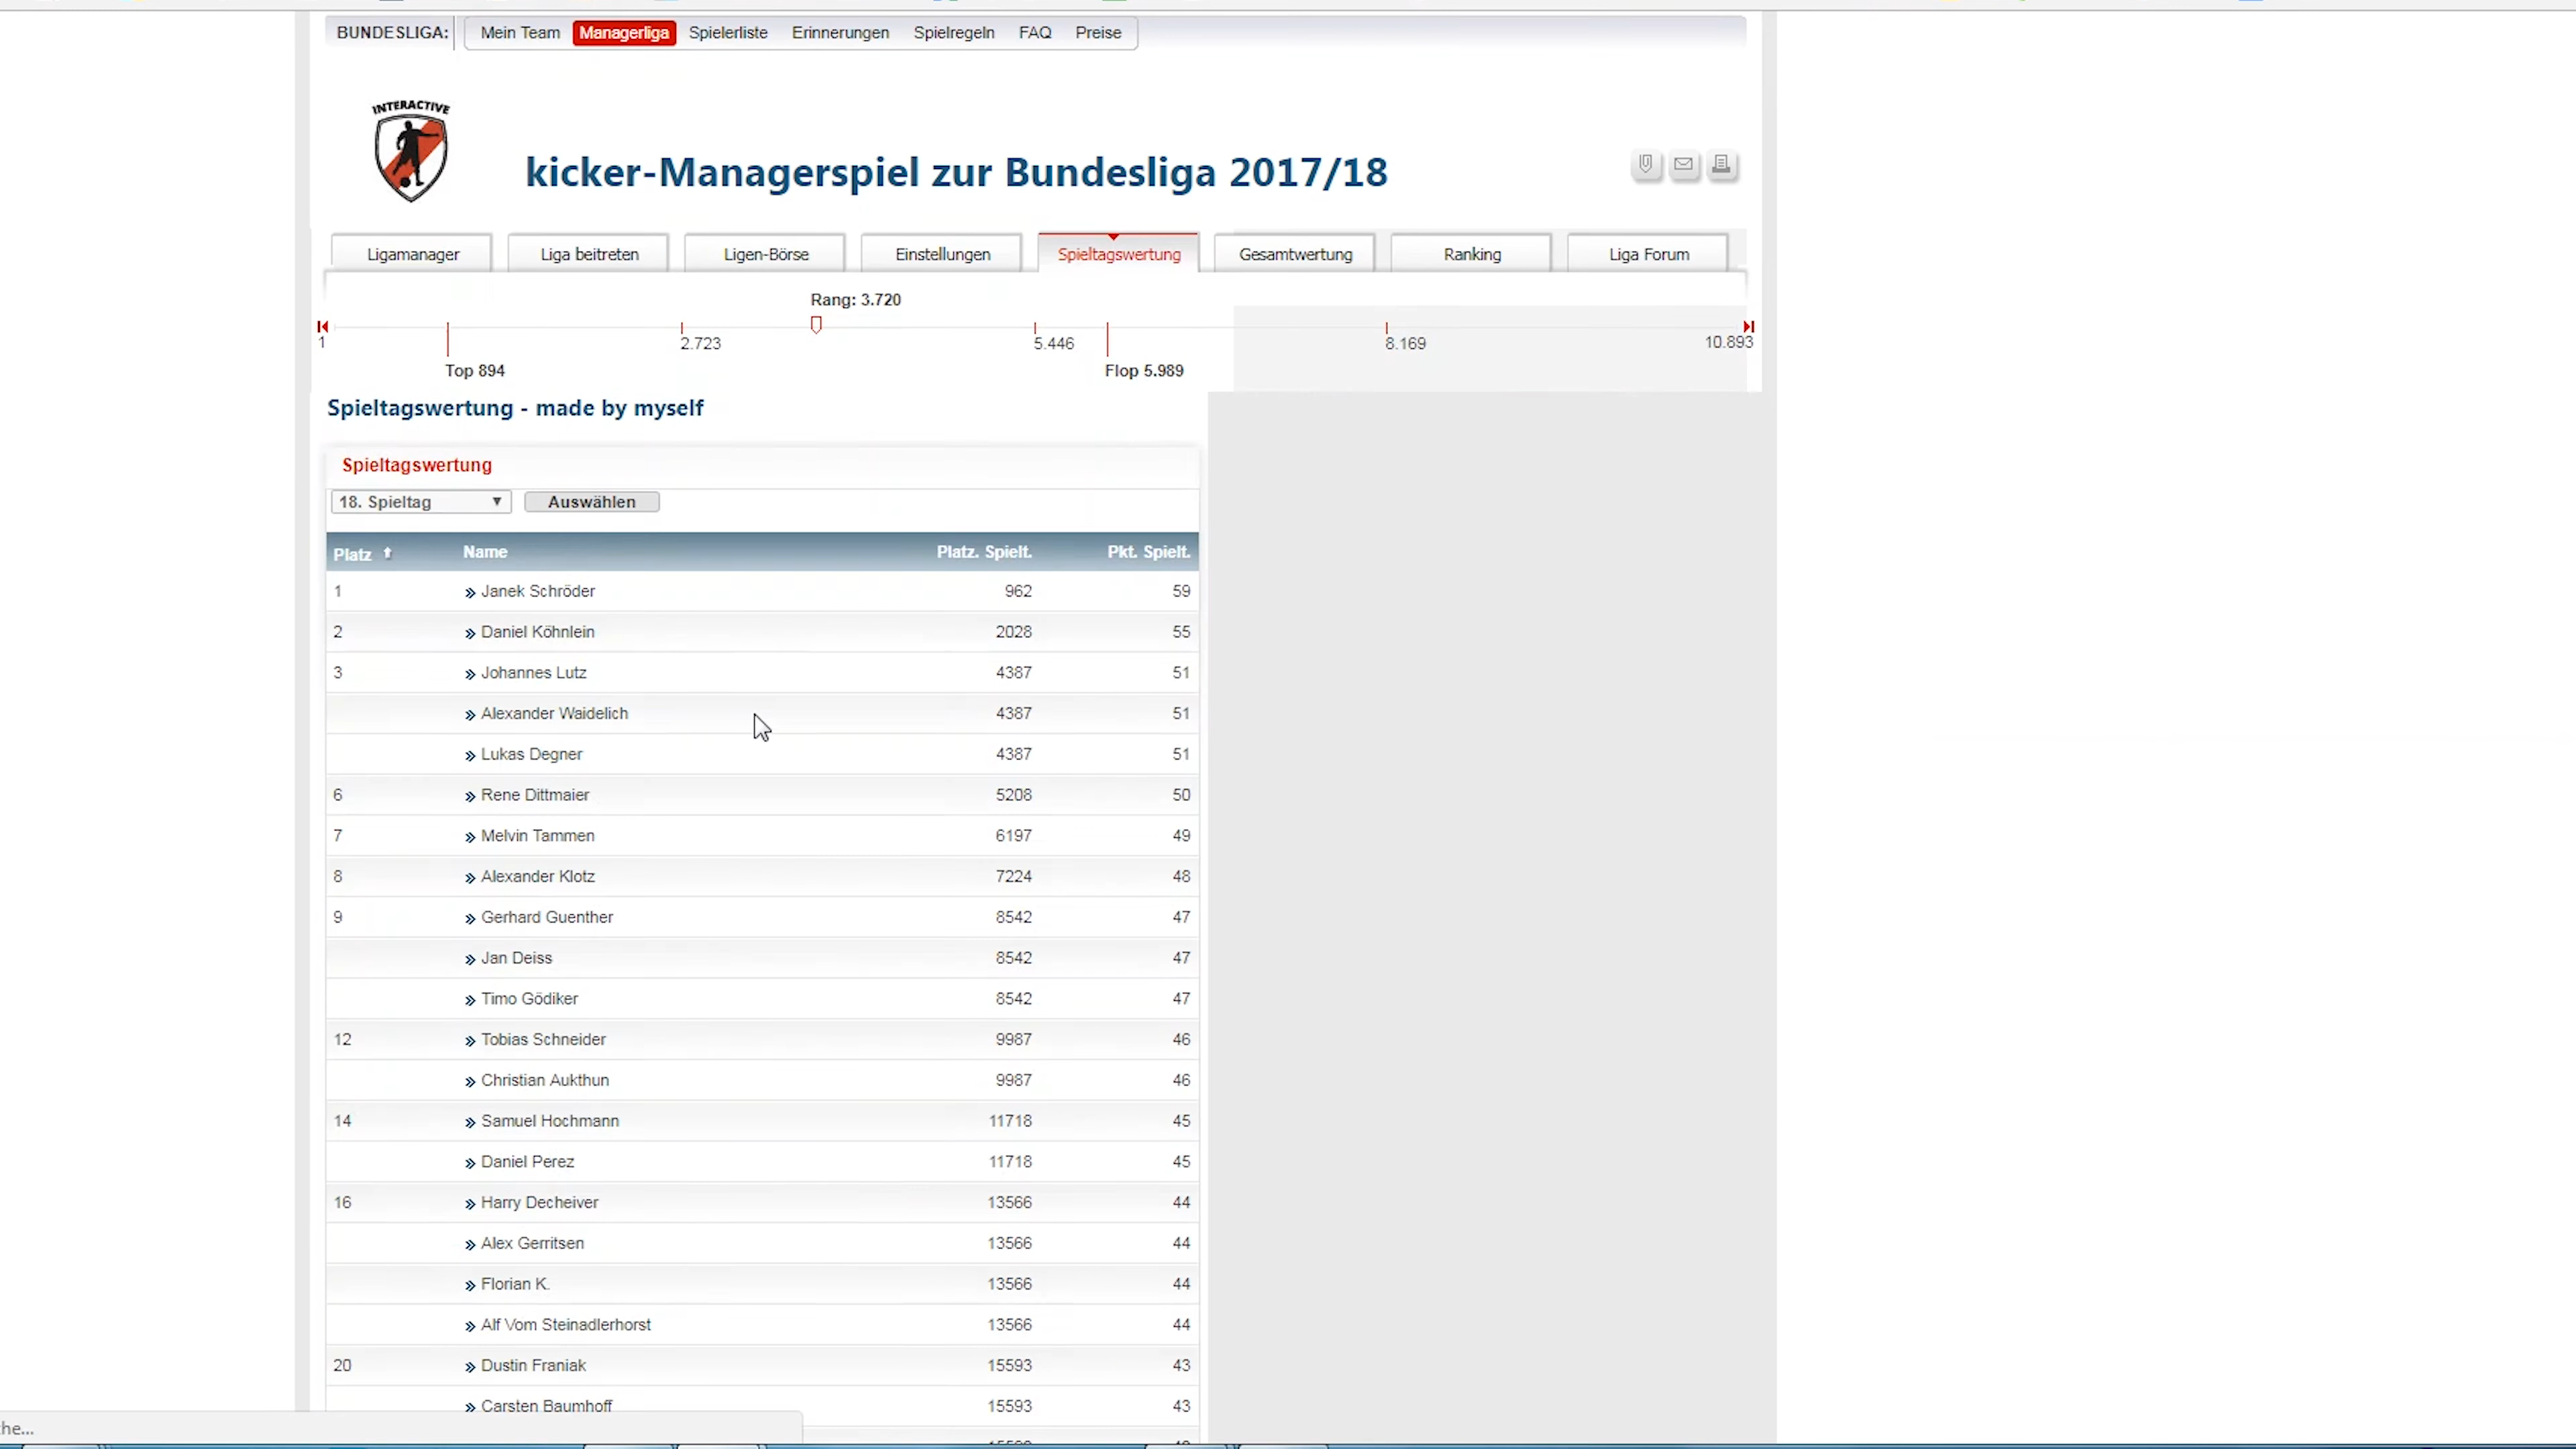 BUNDESLIGA: Mein Team Managerliga Spielerliste Erinnerungen Spielregeln FAQ Preise
INTERACTIVE
kicker-Managerspiel zur Bundesliga 2017/18
Ligamanager Liga beitreten Ligen-Börse Einstellungen Spieltagswertung Gesamtwertung Ranking Liga Forum
Rang: 3.720
1 2.723 5.446 8.169 10.893
Top 894 Flop 5.989
Spieltagswertung - made by myself
Spieltagswertung
18. Spieltag Auswählen
Platz Name Platz. Spielt. Pkt. Spielt.
1 Janek Schröder 962 59
2 Daniel Köhnlein 2028 55
3 Johannes Lutz 4387 51
Alexander Waidelich 4387 51
Lukas Degner 4387 51
6 Rene Dittmaier 5208 50
7 Melvin Tammen 6197 49
8 Alexander Klotz 7224 48
9 Gerhard Guenther 8542 47
Jan Deiss 8542 47
Timo Gödiker 8542 47
12 Tobias Schneider 9987 46
Christian Aukthun 9987 46
14 Samuel Hochmann 11718 45
Daniel Perez 11718 45
16 Harry Decheiver 13566 44
Alex Gerritsen 13566 44
Florian K. 13566 44
Alf Vom Steinadlerhorst 13566 44
20 Dustin Franiak 15593 43
Carsten Baumhoff 15593 43
he...